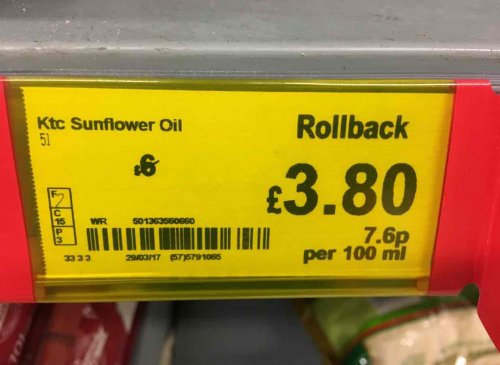 Ktc Sunflower Oil
5l
£6
Rollback
£3.80
7.6p
per 100 ml
F
2
C
15
P
3
WR 501363560660
33 3 3 29/03/17 (57)5791065